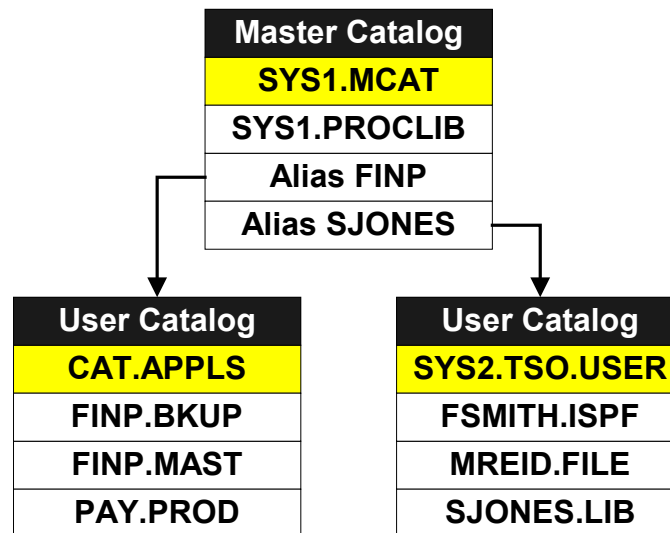 Master Catalog
SYS1.MCAT
SYS1.PROCLIB
Alias FINP
Alias SJONES
User Catalog
CAT.APPLS
FINP.BKUP
FINP.MAST
PAY.PROD
User Catalog
SYS2.TSO.USER
FSMITH.ISPF
MREID.FILE
SJONES.LIB